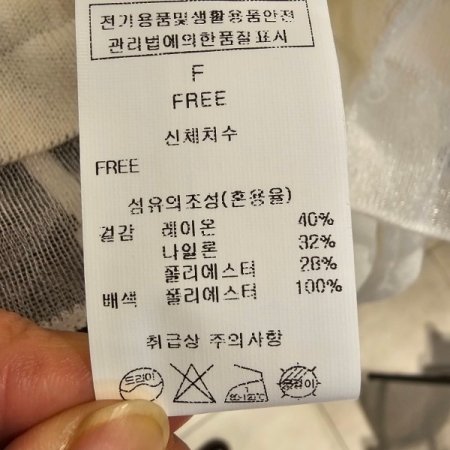 전기용품및생활용품안전
관리법에의한품질표시
F
FREE
신체치수
FREE
섬유의조성(혼용율)
겉감 레이온 40%
나일론 32%
폴리에스터 28%
배색 폴리에스터 100%
취급상 주의사항
드라이
80-120℃